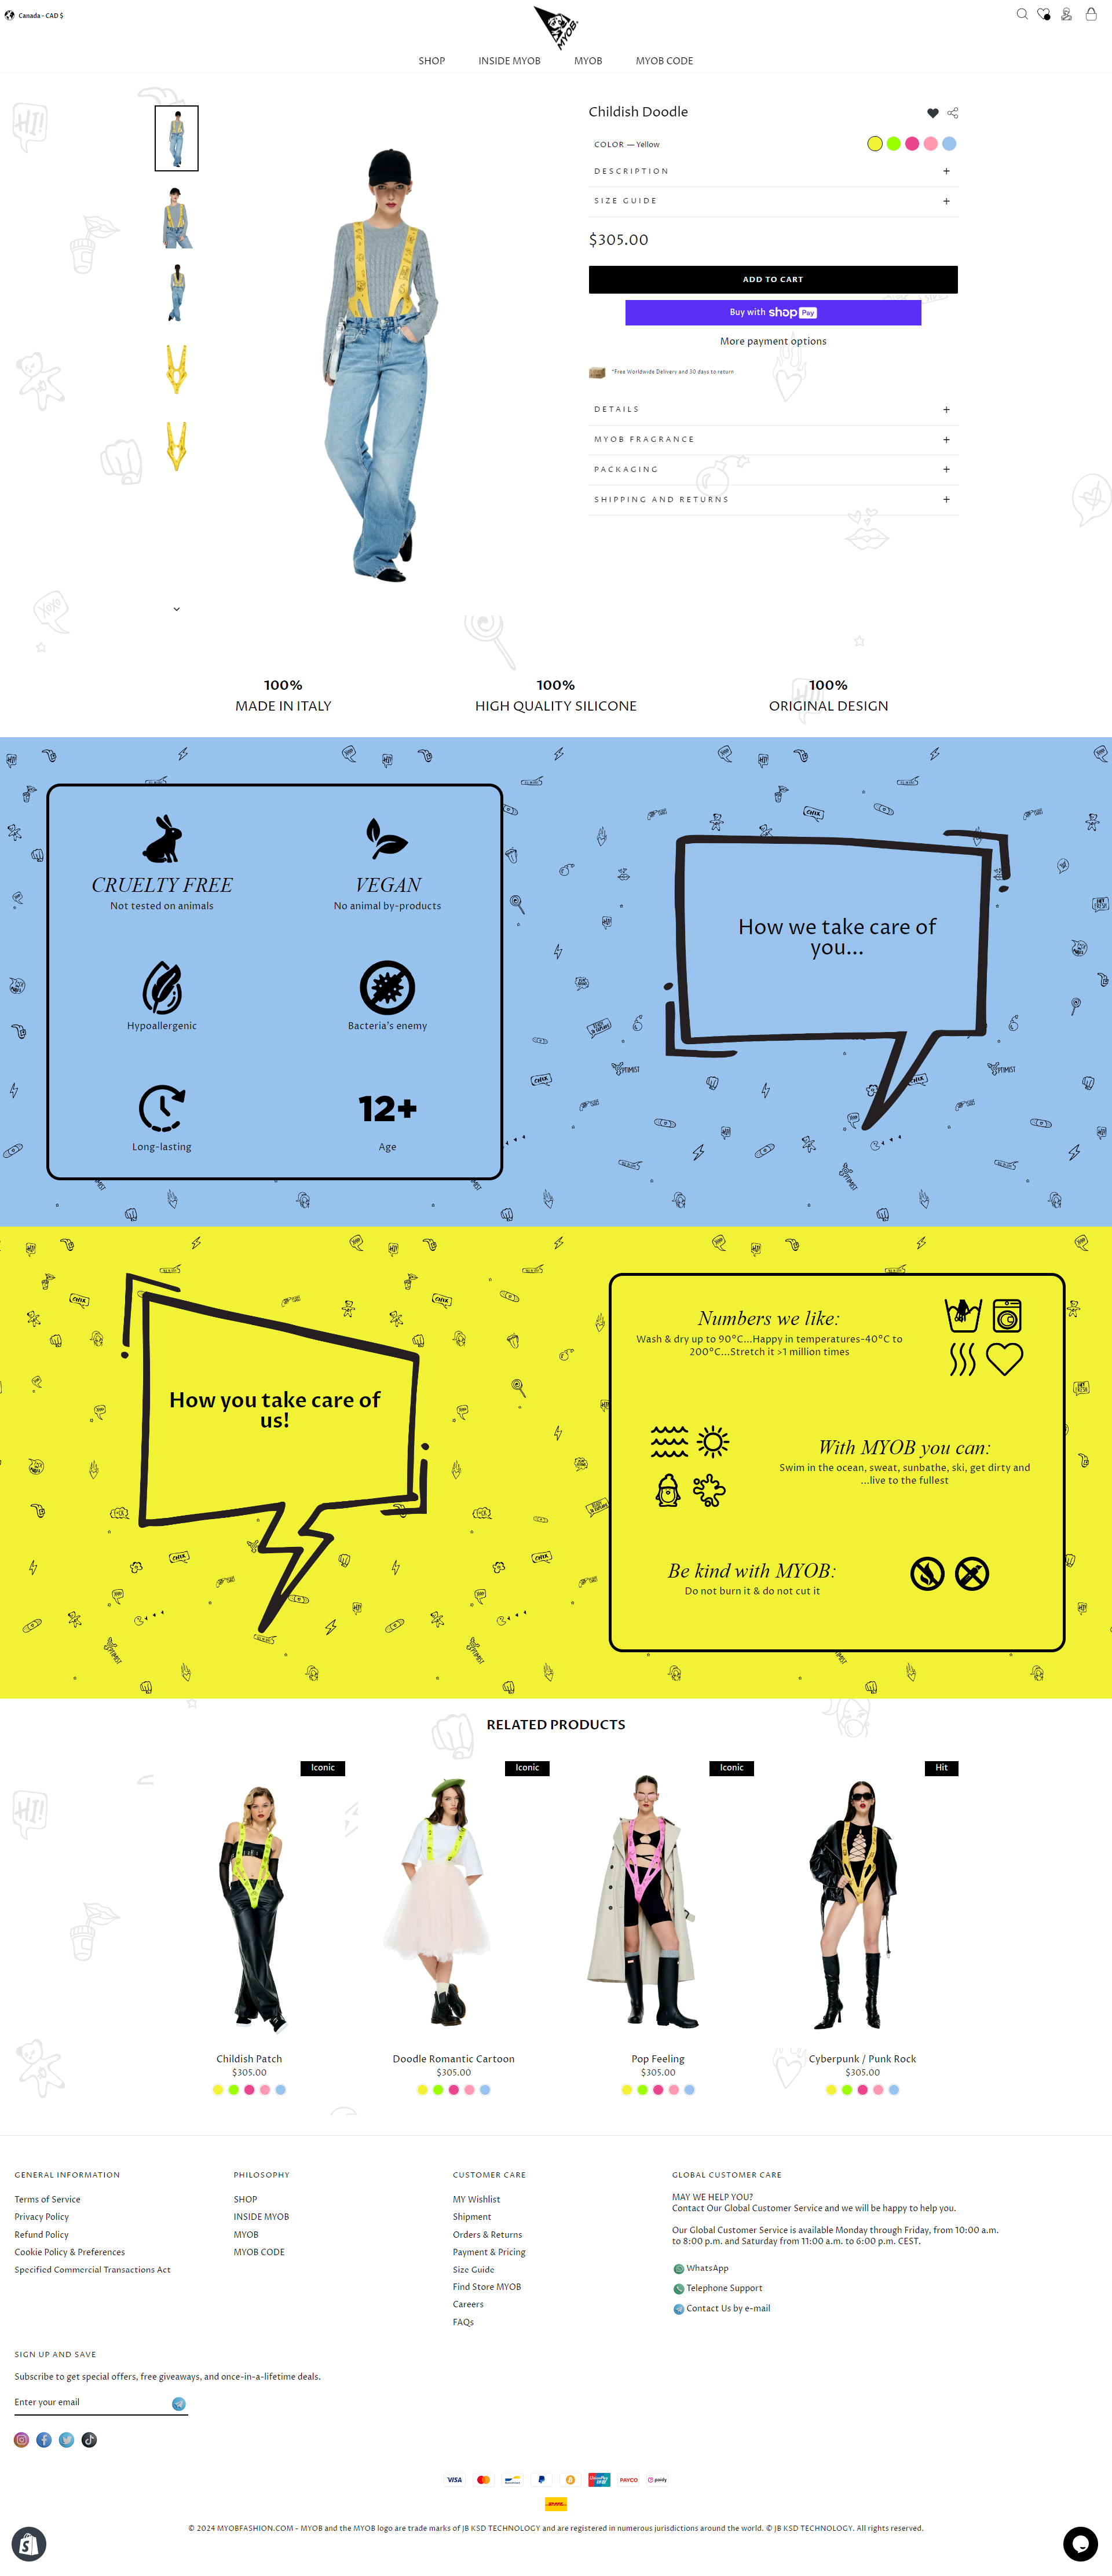 Canada - CAD $
MYOB
SHOP
INSIDE MYOB
MYOB
MYOB CODE
Childish Doodle
COLOR — Yellow
DESCRIPTION
+
SIZE GUIDE
+
$305.00
ADD TO CART
Buy with shop Pay
More payment options
*Free Worldwide Delivery and 30 days to return
DETAILS
+
MYOB FRAGRANCE
+
PACKAGING
+
SHIPPING AND RETURNS
+
HI!
XOXO
100%
MADE IN ITALY
100%
HIGH QUALITY SILICONE
100%
ORIGINAL DESIGN
CRUELTY FREE
Not tested on animals
VEGAN
No animal by-products
Hypoallergenic
Bacteria's enemy
Long-lasting
12+
Age
How we take care of
you...
How you take care of
us!
Numbers we like:
Wash & dry up to 90°C...Happy in temperatures-40°C to
200°C...Stretch it >1 million times
With MYOB you can:
Swim in the ocean, sweat, sunbathe, ski, get dirty and
...live to the fullest
Be kind with MYOB:
Do not burn it & do not cut it
RELATED PRODUCTS
Iconic
Iconic
Iconic
Hit
HI!
Childish Patch
$305.00
Doodle Romantic Cartoon
$305.00
Pop Feeling
$305.00
Cyberpunk / Punk Rock
$305.00
GENERAL INFORMATION
Terms of Service
Privacy Policy
Refund Policy
Cookie Policy & Preferences
Specified Commercial Transactions Act
PHILOSOPHY
SHOP
INSIDE MYOB
MYOB
MYOB CODE
CUSTOMER CARE
MY Wishlist
Shipment
Orders & Returns
Payment & Pricing
Size Guide
Find Store MYOB
Careers
FAQs
GLOBAL CUSTOMER CARE
MAY WE HELP YOU?
Contact Our Global Customer Service and we will be happy to help you.
Our Global Customer Service is available Monday through Friday, from 10:00 a.m.
to 8:00 p.m. and Saturday from 11:00 a.m. to 6:00 p.m. CEST.
WhatsApp
Telephone Support
Contact Us by e-mail
SIGN UP AND SAVE
Subscribe to get special offers, free giveaways, and once-in-a-lifetime deals.
Enter your email
VISA
UnionPay
PAYCO
paidy
© 2024 MYOBFASHION.COM - MYOB and the MYOB logo are trade marks of JB KSD TECHNOLOGY and are registered in numerous jurisdictions around the world. © JB KSD TECHNOLOGY. All rights reserved.